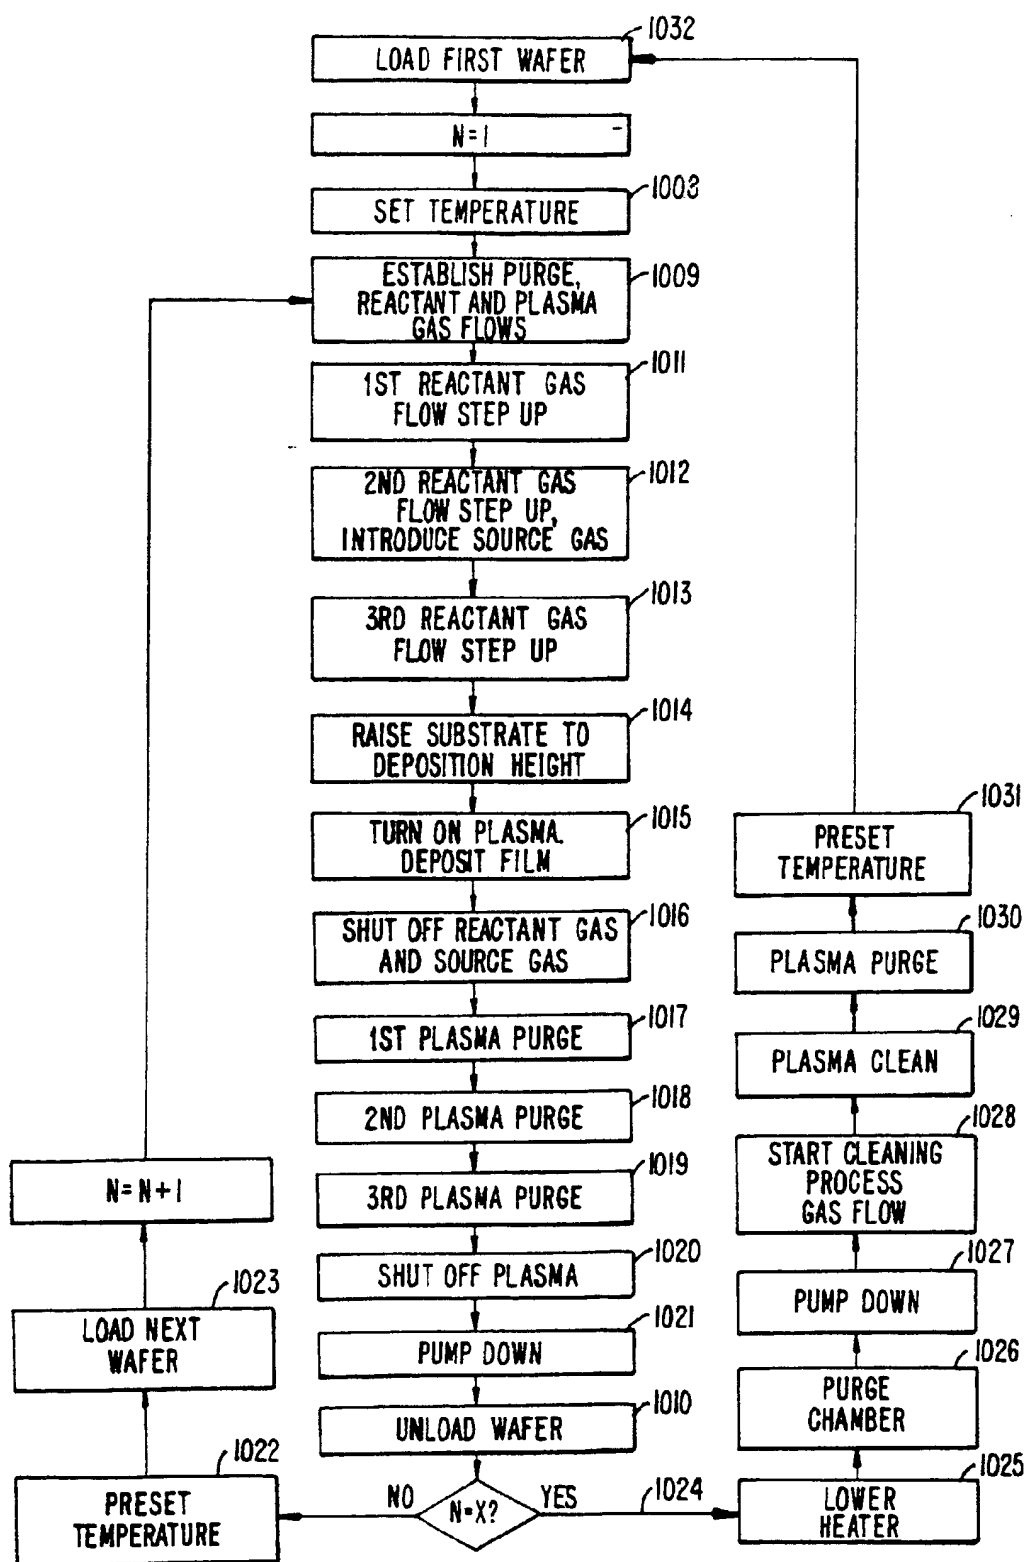 1032
LOAD FIRST WAFER
N=1
1008
SET TEMPERATURE
1009
ESTABLISH PURGE,
REACTANT AND PLASMA
GAS FLOWS
1011
1ST REACTANT GAS
FLOW STEP UP
1012
2ND REACTANT GAS
FLOW STEP UP,
INTRODUCE SOURCE GAS
1013
3RD REACTANT GAS
FLOW STEP UP
1014
RAISE SUBSTRATE TO
DEPOSITION HEIGHT
1015
TURN ON PLASMA.
DEPOSIT FILM
1016
SHUT OFF REACTANT GAS
AND SOURCE GAS
1017
1ST PLASMA PURGE
1018
2ND PLASMA PURGE
1019
3RD PLASMA PURGE
1020
SHUT OFF PLASMA
1021
PUMP DOWN
1010
UNLOAD WAFER
N=X?
NO
YES
1022
PRESET
TEMPERATURE
1023
LOAD NEXT
WAFER
N=N+1
1024
1025
LOWER
HEATER
1026
PURGE
CHAMBER
1027
PUMP DOWN
1028
START CLEANING
PROCESS
GAS FLOW
1029
PLASMA CLEAN
1030
PLASMA PURGE
1031
PRESET
TEMPERATURE